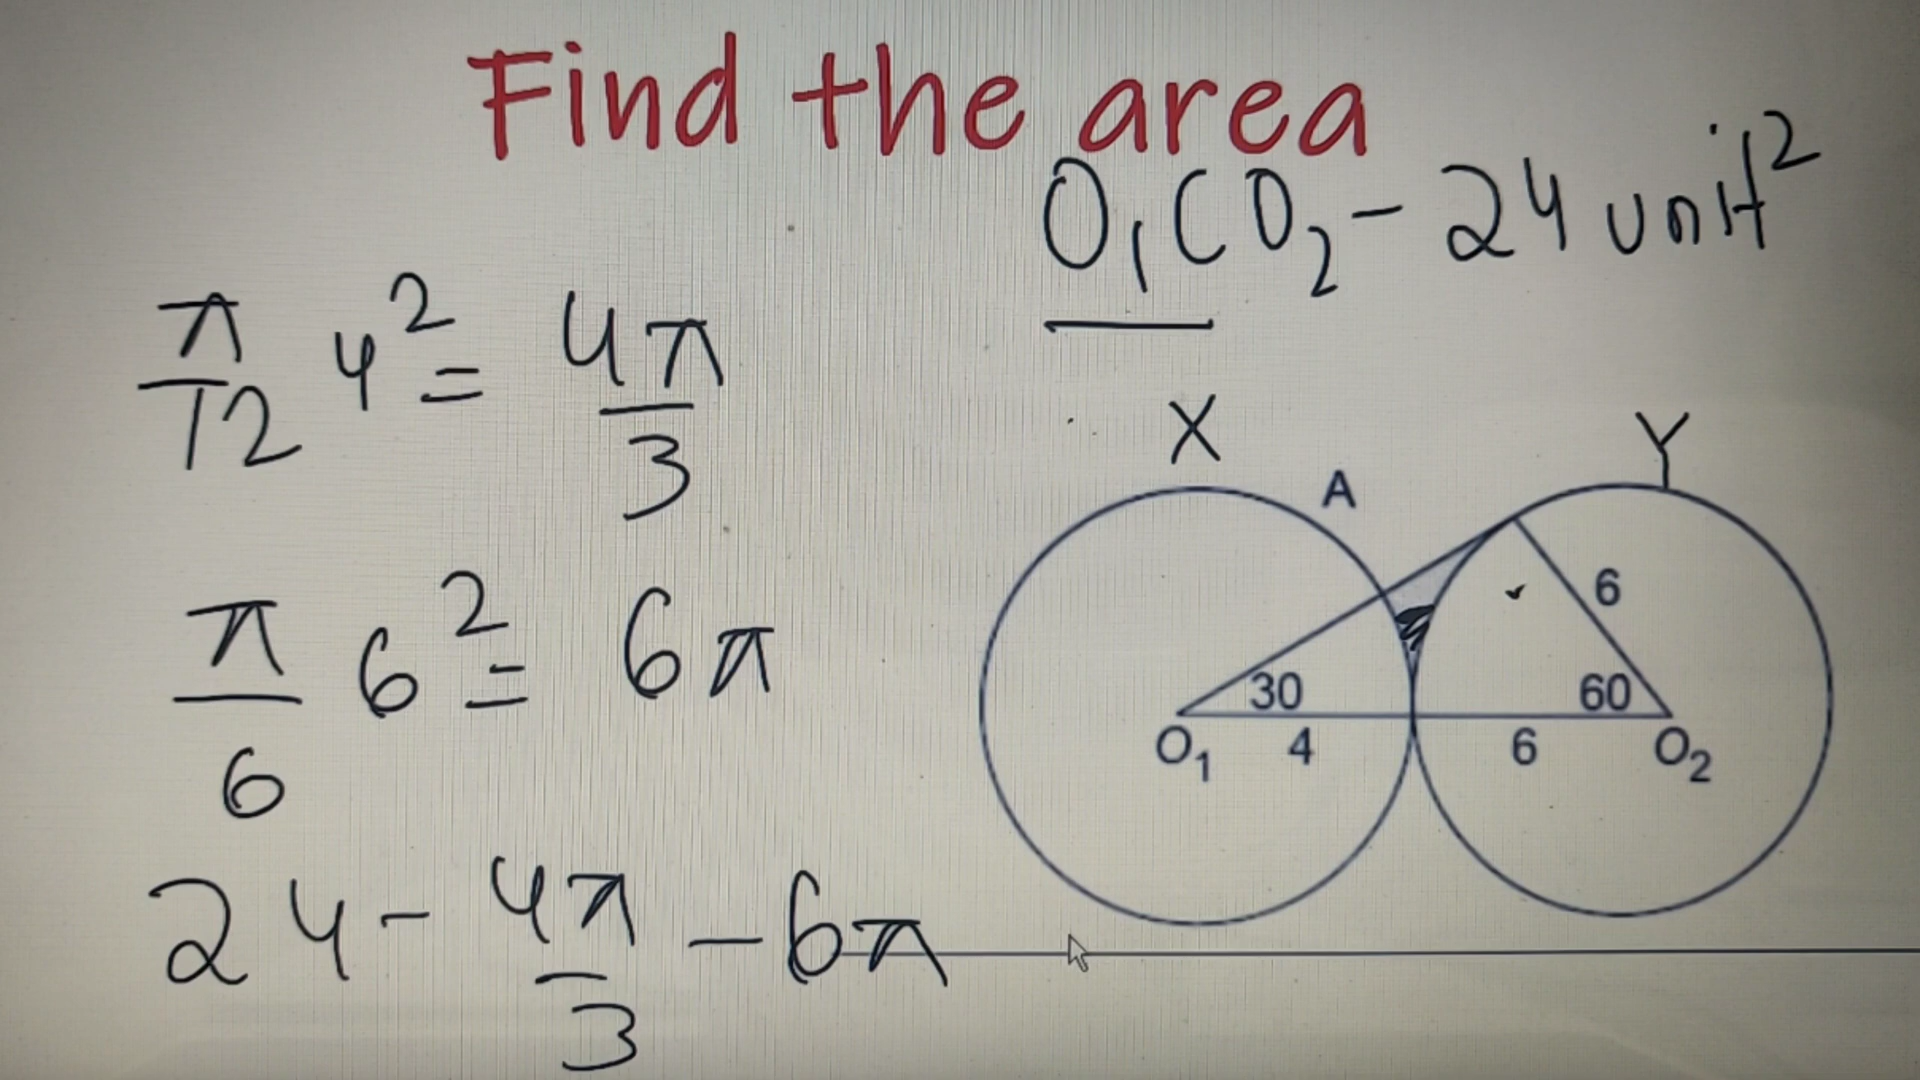 Find the area
O₁CO₂ - 24 unit²
π/12 4² = 4π/3
π/6 6² = 6π
24 - 4π/3 - 6π
X
Y
A
6
30
60
O₁
4
6
O₂